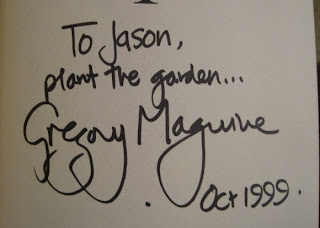 To Jason,
plant the garden...
Gregory Maguire
Oct 1999.